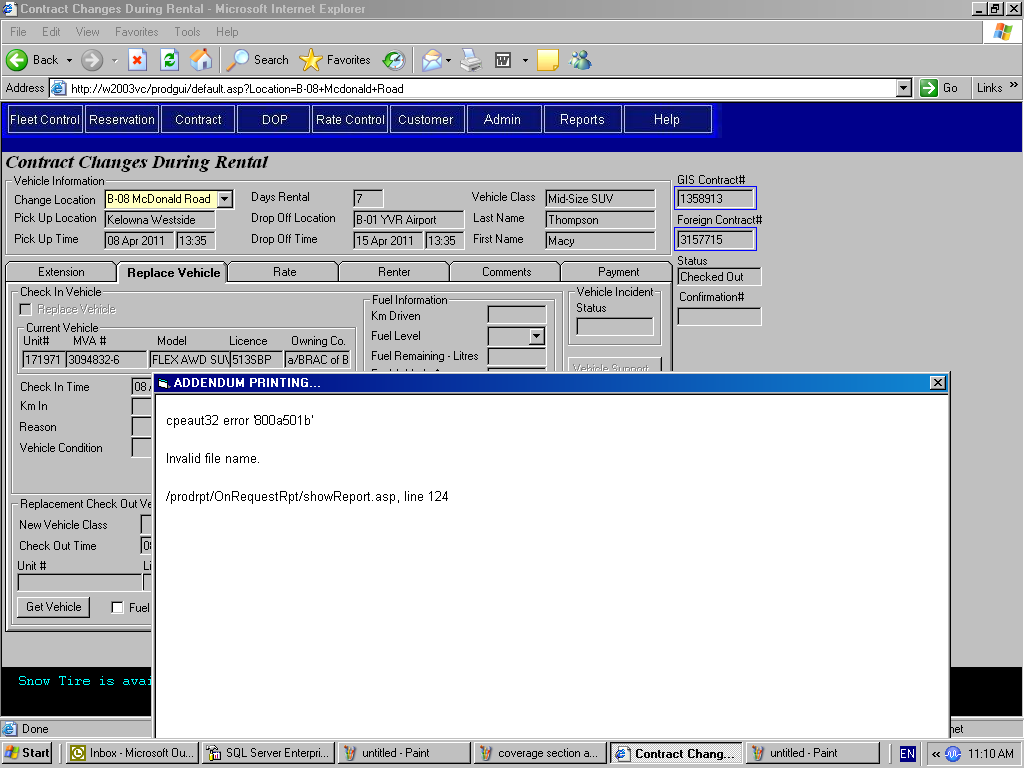 Contract Changes During Rental - Microsoft Internet Explorer
File Edit View Favorites Tools Help
Back Search Favorites
Address http://w2003vc/prodgui/default.asp?Location=B-08+Mcdonald+Road Go Links »
Fleet Control Reservation Contract DOP Rate Control Customer Admin Reports Help
Contract Changes During Rental
Vehicle Information
Change Location B-08 McDonald Road Days Rental 7 Vehicle Class Mid-Size SUV
Pick Up Location Kelowna Westside Drop Off Location B-01 YVR Airport Last Name Thompson
Pick Up Time 08 Apr 2011 13:35 Drop Off Time 15 Apr 2011 13:35 First Name Macy
GIS Contract#
1358913
Foreign Contract#
3157715
Status
Checked Out
Confirmation#
Extension Replace Vehicle Rate Renter Comments Payment
Check In Vehicle
Replace Vehicle
Current Vehicle
Unit# MVA # Model Licence Owning Co.
171971 3094832-6 FLEX AWD SUV 513SBP a/BRAC of B
Fuel Information
Km Driven
Fuel Level
Fuel Remaining - Litres
Vehicle Incident
Status
Vehicle Support
Check In Time 08
Km In
Reason
Vehicle Condition
Replacement Check Out Ve
New Vehicle Class
Check Out Time 08
Unit # Li
Get Vehicle Fuel
ADDENDUM PRINTING...
cpeaut32 error '800a501b'
Invalid file name.
/prodrpt/OnRequestRpt/showReport.asp, line 124
Snow Tire is avai
Done net
Start Inbox - Microsoft Ou... SQL Server Enterpri... untitled - Paint coverage section a... Contract Chang... untitled - Paint EN « 11:10 AM